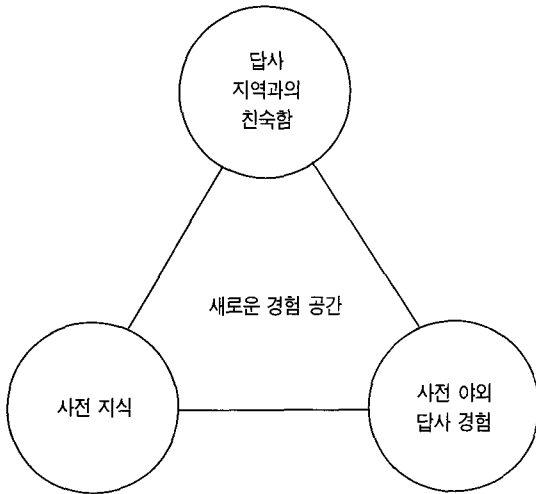 답사
지역과의
친숙함
새로운 경험 공간
사전 지식
사전 야외
답사 경험